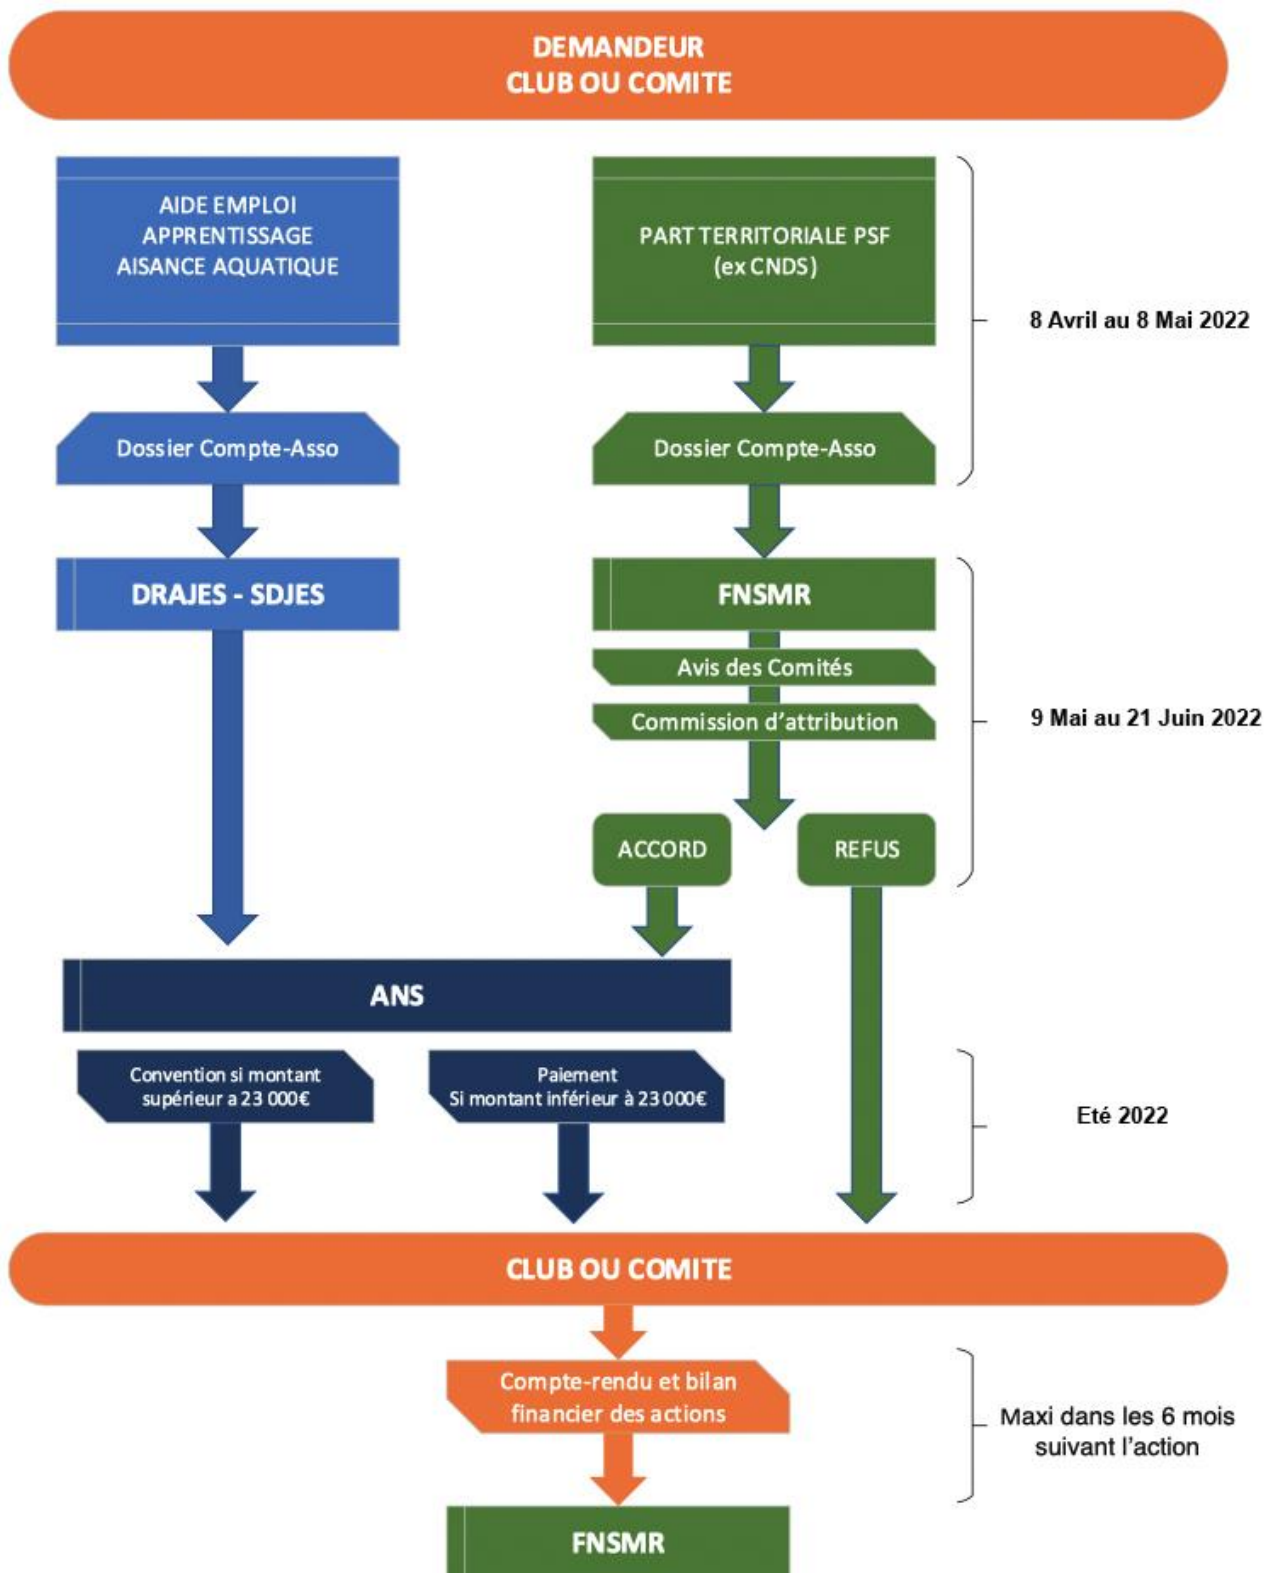 DEMANDEUR
CLUB OU COMITE
AIDE EMPLOI
APPRENTISSAGE
AISANCE AQUATIQUE
PART TERRITORIALE PSF
(ex CNDS)
8 Avril au 8 Mai 2022
Dossier Compte-Asso
Dossier Compte-Asso
DRAJES - SDJES
FNSMR
Avis des Comités
Commission d'attribution
9 Mai au 21 Juin 2022
ACCORD
REFUS
ANS
Convention si montant
supérieur a 23 000€
Paiement
Si montant inférieur à 23 000€
Eté 2022
CLUB OU COMITE
Compte-rendu et bilan
financier des actions
Maxi dans les 6 mois
suivant l'action
FNSMR